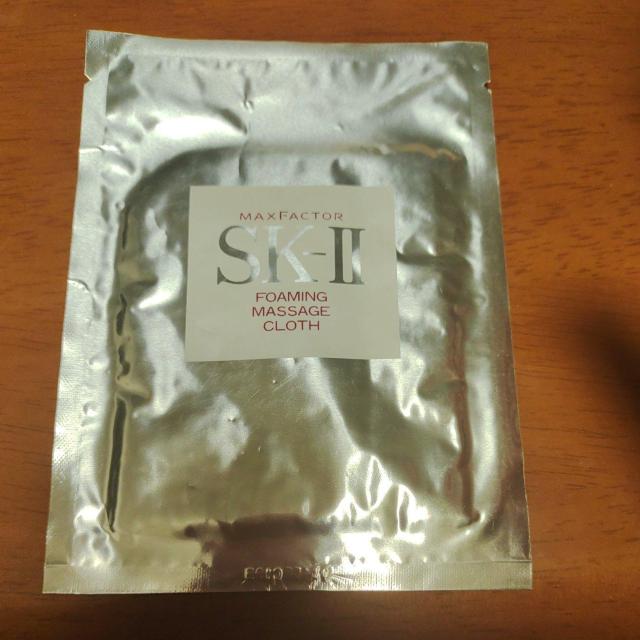 MAXFACTOR
SK-II
FOAMING
MASSAGE
CLOTH